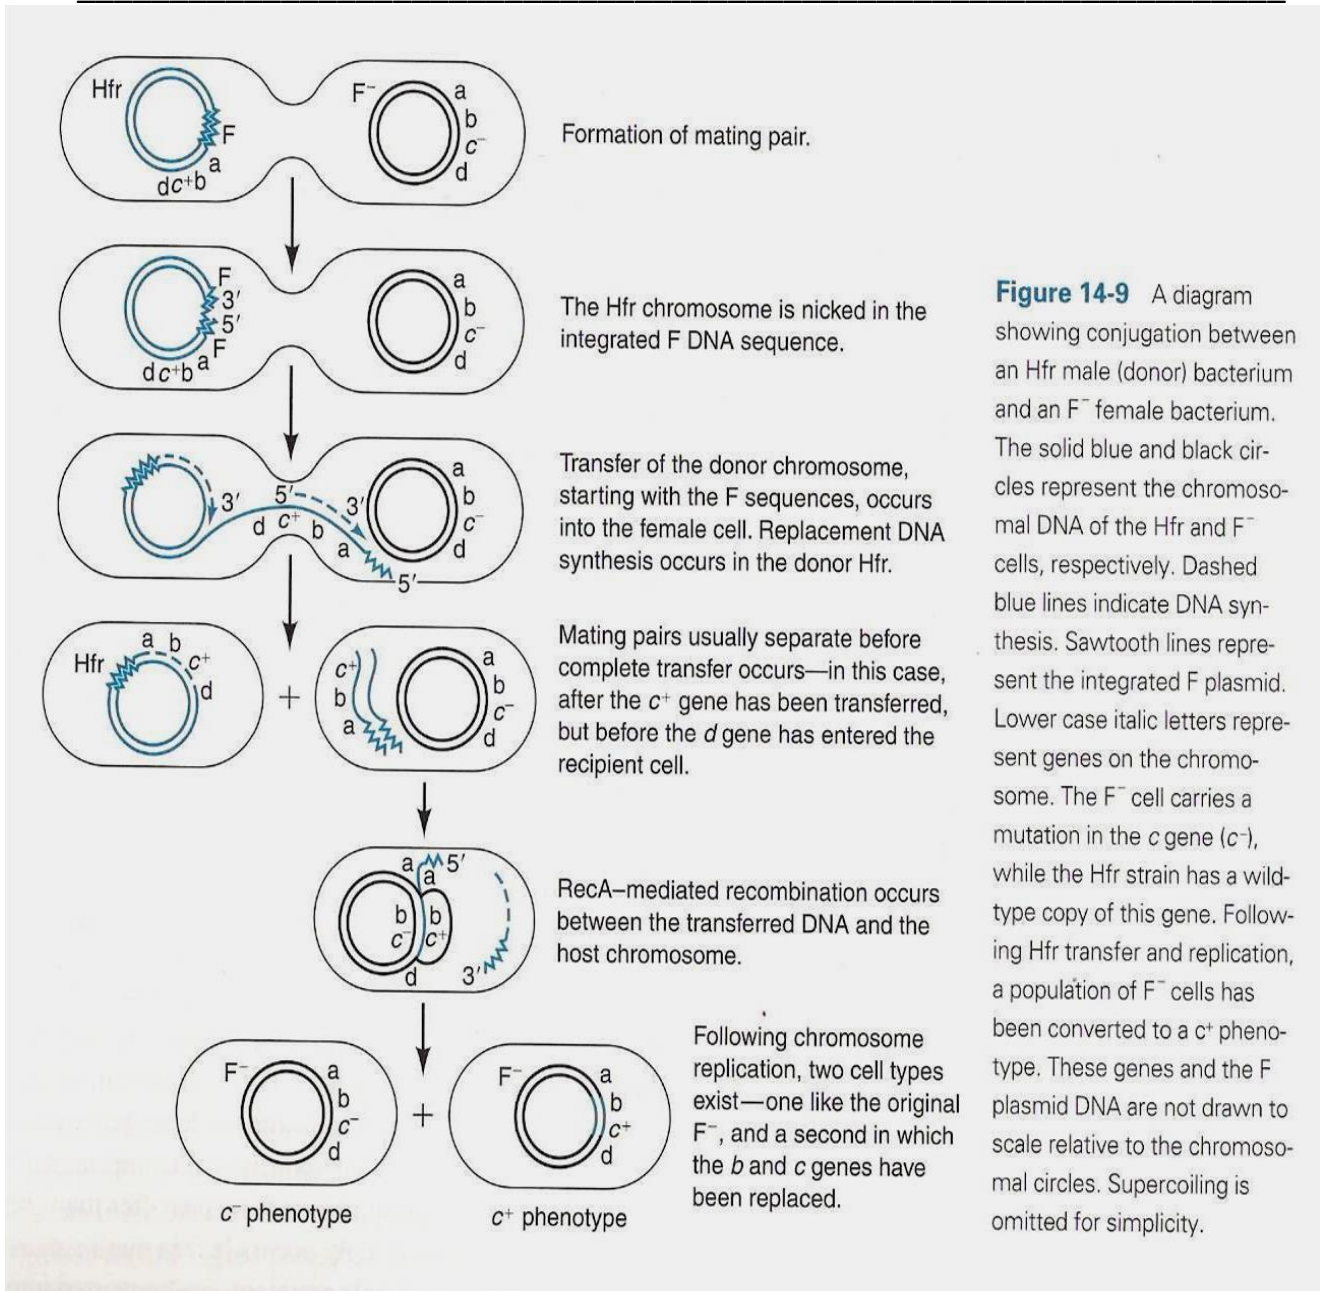 Hfr
F
a
dc⁺b
F⁻
a
b
c⁻
d
Formation of mating pair.
F
3′
5′
F
a
dc⁺b
a
b
c⁻
d
The Hfr chromosome is nicked in the
integrated F DNA sequence.
3′
5′
3′
d
c⁺
b
a
5′
a
b
c⁻
d
Transfer of the donor chromosome,
starting with the F sequences, occurs
into the female cell. Replacement DNA
synthesis occurs in the donor Hfr.
Hfr
a b
c⁺
d
+
c⁺
b
a
a
b
c⁻
d
Mating pairs usually separate before
complete transfer occurs—in this case,
after the c⁺ gene has been transferred,
but before the d gene has entered the
recipient cell.
a
5′
a
b
b
c⁻
c⁺
d
3′
RecA–mediated recombination occurs
between the transferred DNA and the
host chromosome.
F⁻
a
b
c⁻
d
c⁻ phenotype
+
F⁻
a
b
c⁺
d
c⁺ phenotype
Following chromosome
replication, two cell types
exist—one like the original
F⁻, and a second in which
the b and c genes have
been replaced.
Figure 14-9 A diagram
showing conjugation between
an Hfr male (donor) bacterium
and an F⁻ female bacterium.
The solid blue and black cir-
cles represent the chromoso-
mal DNA of the Hfr and F⁻
cells, respectively. Dashed
blue lines indicate DNA syn-
thesis. Sawtooth lines repre-
sent the integrated F plasmid.
Lower case italic letters repre-
sent genes on the chromo-
some. The F⁻ cell carries a
mutation in the c gene (c⁻),
while the Hfr strain has a wild-
type copy of this gene. Follow-
ing Hfr transfer and replication,
a population of F⁻ cells has
been converted to a c⁺ pheno-
type. These genes and the F
plasmid DNA are not drawn to
scale relative to the chromoso-
mal circles. Supercoiling is
omitted for simplicity.